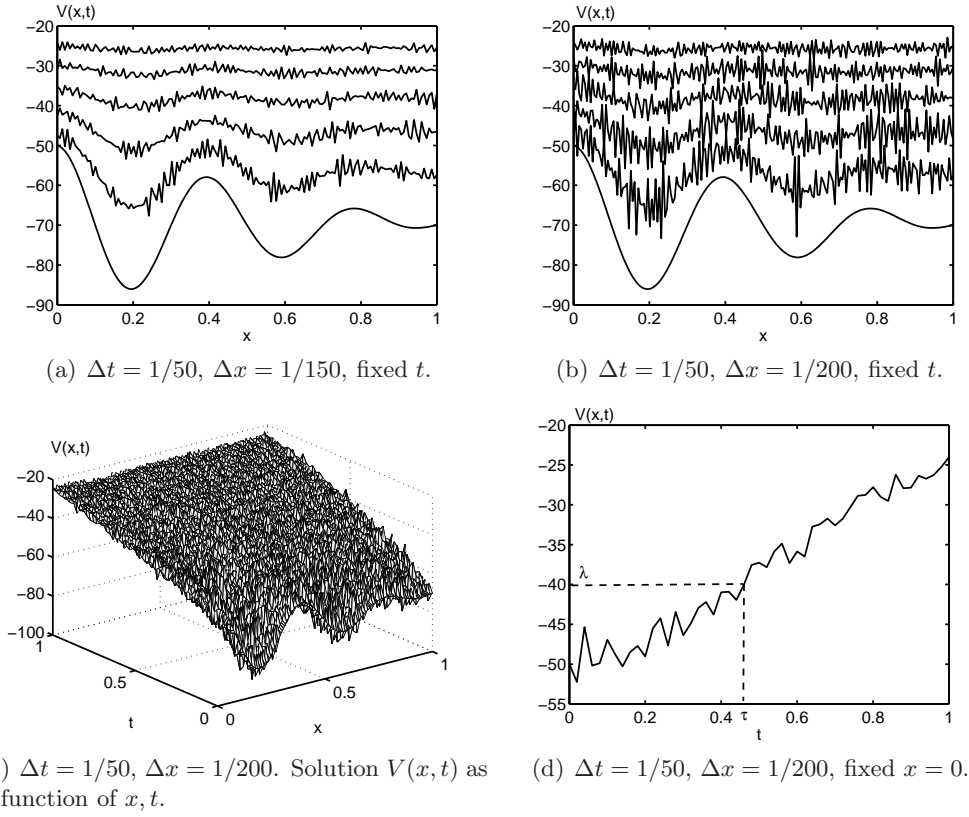 V(x,t)
−20
−30
−40
−50
−60
−70
−80
−90
0 0.2 0.4 0.6 0.8 1
x
(a) Δt = 1/50, Δx = 1/150, fixed t.
V(x,t)
−20
−30
−40
−50
−60
−70
−80
−90
0 0.2 0.4 0.6 0.8 1
x
(b) Δt = 1/50, Δx = 1/200, fixed t.
V(x,t)
−20
−40
−60
−80
−100
1
0.5
0
t
0
0.5
1
x
) Δt = 1/50, Δx = 1/200. Solution V(x, t) as
function of x, t.
V(x,t)
−20
−25
−30
−35
−40
−45
−50
−55
λ
0 0.2 0.4 τ 0.6 0.8 1
t
(d) Δt = 1/50, Δx = 1/200, fixed x = 0.